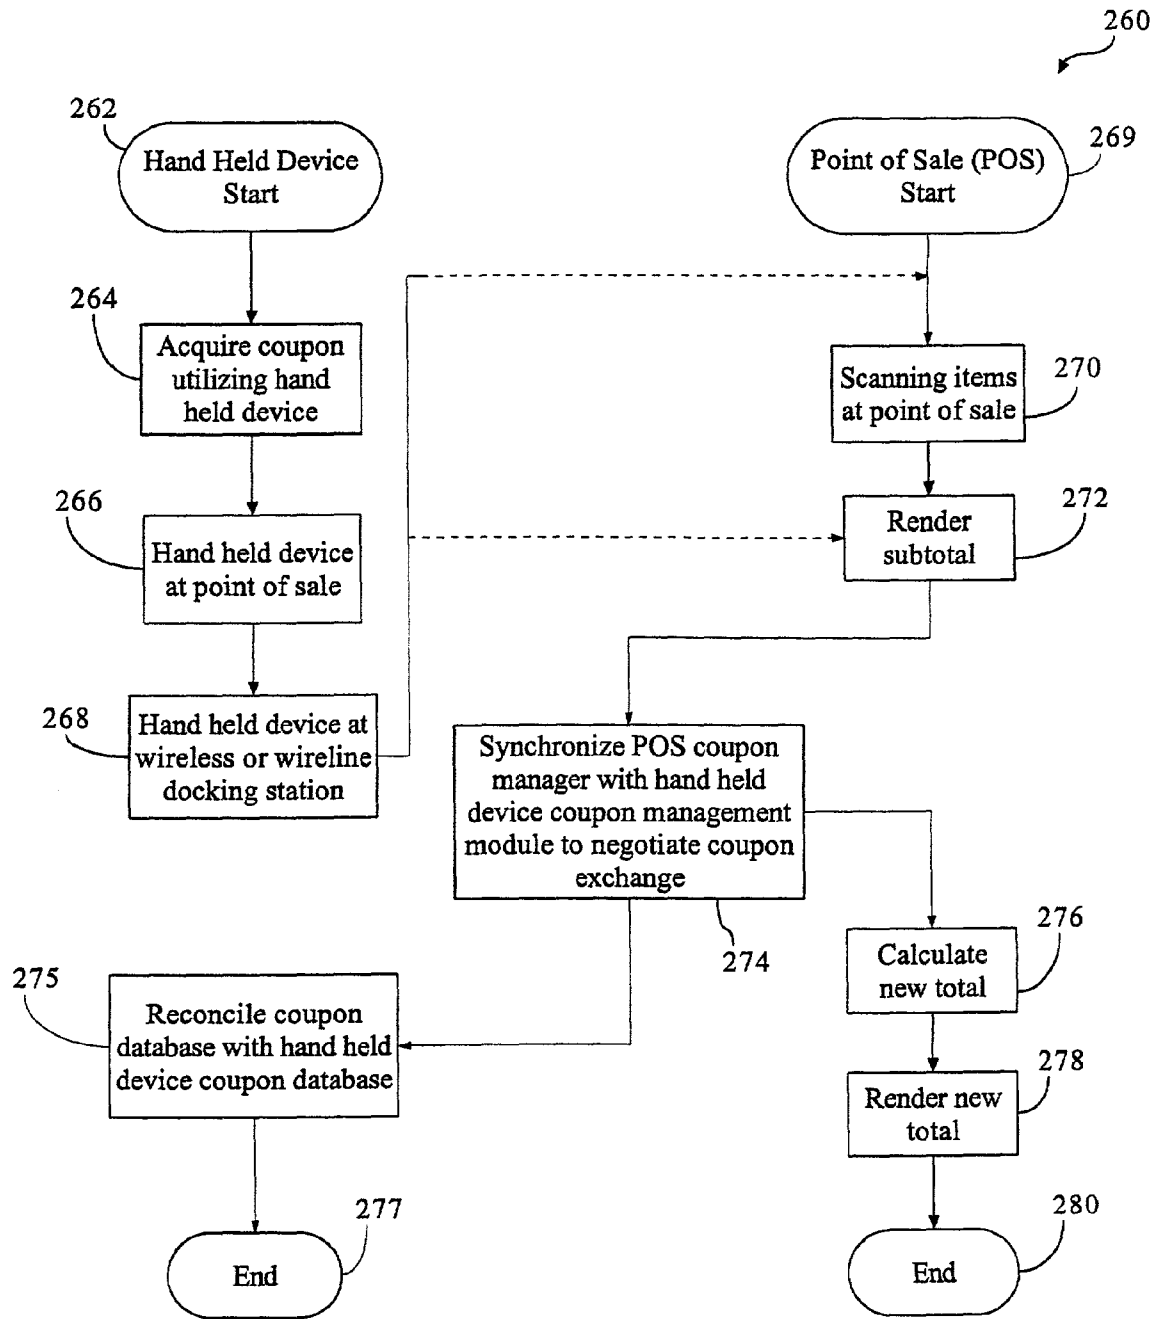 260
262
Hand Held Device
Start
269
Point of Sale (POS)
Start
264
Acquire coupon
utilizing hand
held device
270
Scanning items
at point of sale
266
Hand held device
at point of sale
272
Render
subtotal
268
Hand held device at
wireless or wireline
docking station
Synchronize POS coupon
manager with hand held
device coupon management
module to negotiate coupon
exchange
274
276
Calculate
new total
275
Reconcile coupon
database with hand held
device coupon database
278
Render new
total
277
End
280
End